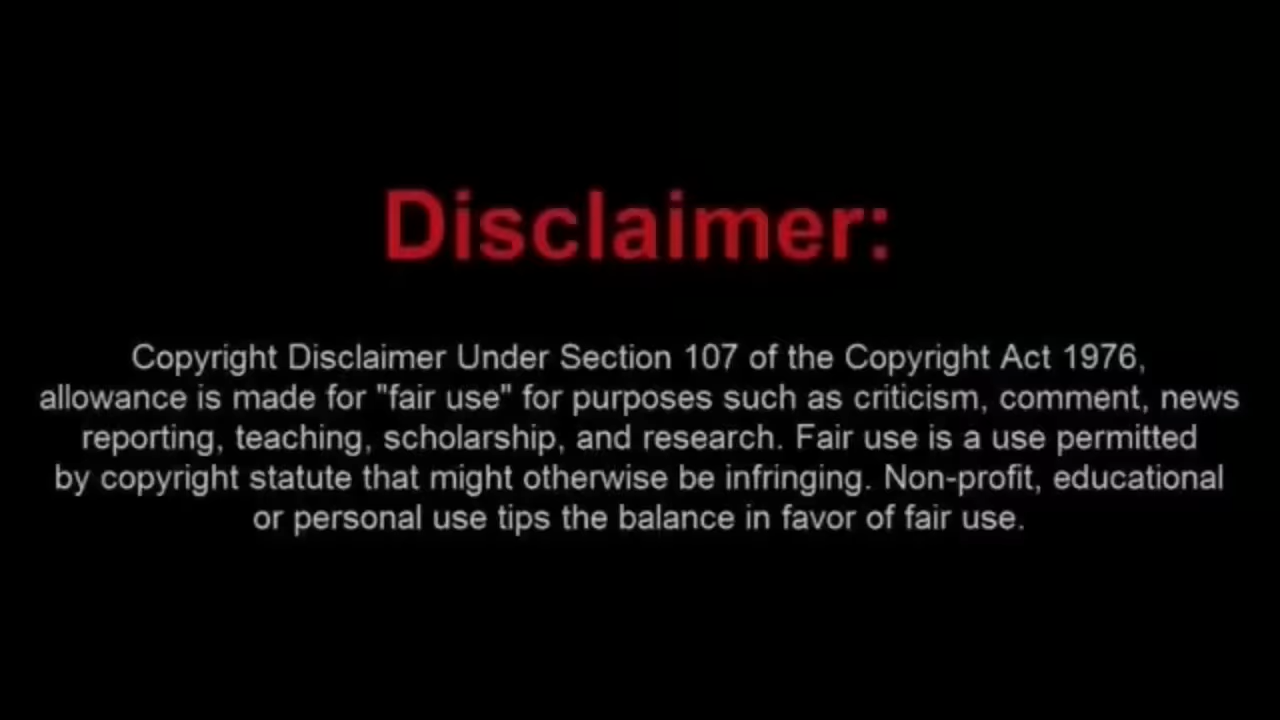 Disclaimer:
Copyright Disclaimer Under Section 107 of the Copyright Act 1976,
allowance is made for "fair use" for purposes such as criticism, comment, news
reporting, teaching, scholarship, and research. Fair use is a use permitted
by copyright statute that might otherwise be infringing. Non-profit, educational
or personal use tips the balance in favor of fair use.